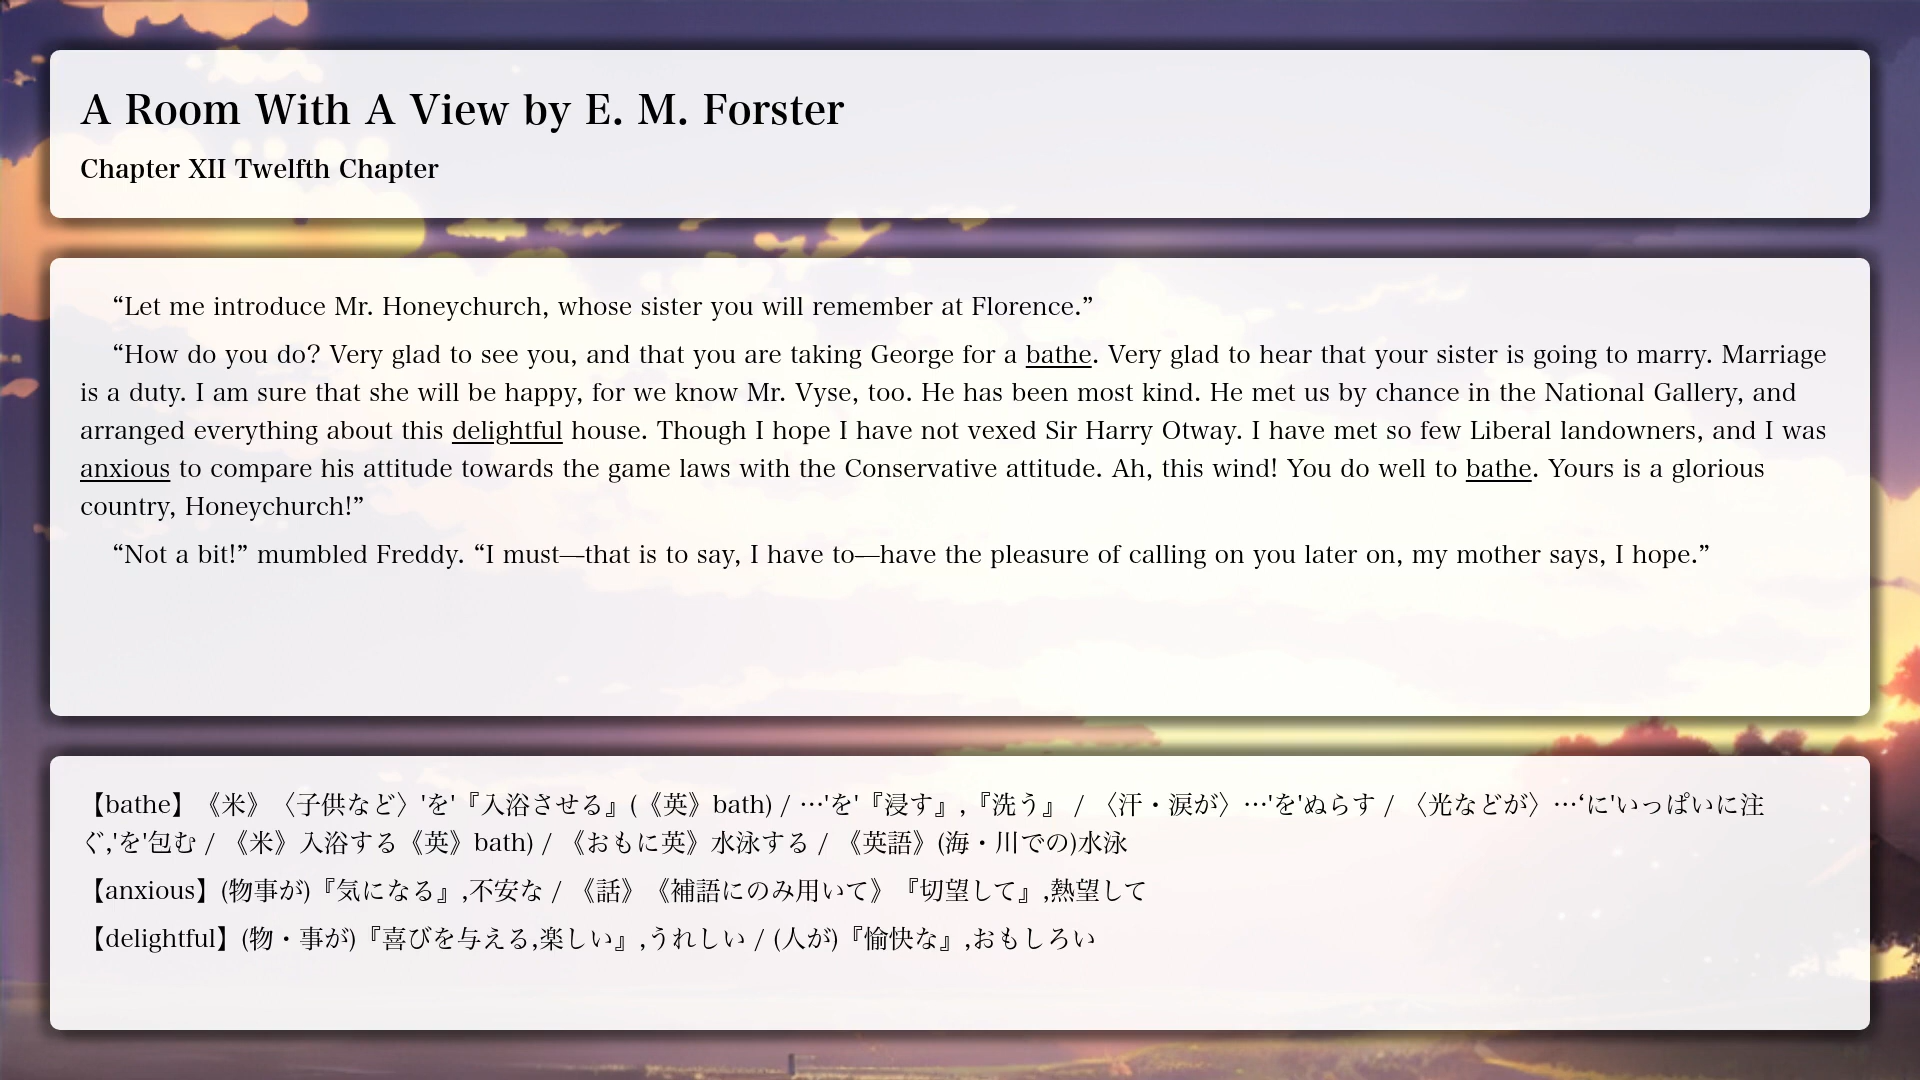 A Room With A View by E. M. Forster
Chapter XII Twelfth Chapter
“Let me introduce Mr. Honeychurch, whose sister you will remember at Florence.”
“How do you do? Very glad to see you, and that you are taking George for a bathe. Very glad to hear that your sister is going to marry. Marriage
is a duty. I am sure that she will be happy, for we know Mr. Vyse, too. He has been most kind. He met us by chance in the National Gallery, and
arranged everything about this delightful house. Though I hope I have not vexed Sir Harry Otway. I have met so few Liberal landowners, and I was
anxious to compare his attitude towards the game laws with the Conservative attitude. Ah, this wind! You do well to bathe. Yours is a glorious
country, Honeychurch!”
“Not a bit!” mumbled Freddy. “I must—that is to say, I have to—have the pleasure of calling on you later on, my mother says, I hope.”
【bathe】《米》〈子供など〉'を'『入浴させる』(《英》bath) / …'を'『浸す』,『洗う』 / 〈汗・涙が〉…'を'ぬらす / 〈光などが〉…‘に'いっぱいに注
ぐ,'を'包む / 《米》入浴する《英》bath) / 《おもに英》水泳する / 《英語》(海・川での)水泳
【anxious】(物事が)『気になる』,不安な / 《話》《補語にのみ用いて》『切望して』,熱望して
【delightful】(物・事が)『喜びを与える,楽しい』,うれしい / (人が)『愉快な』,おもしろい